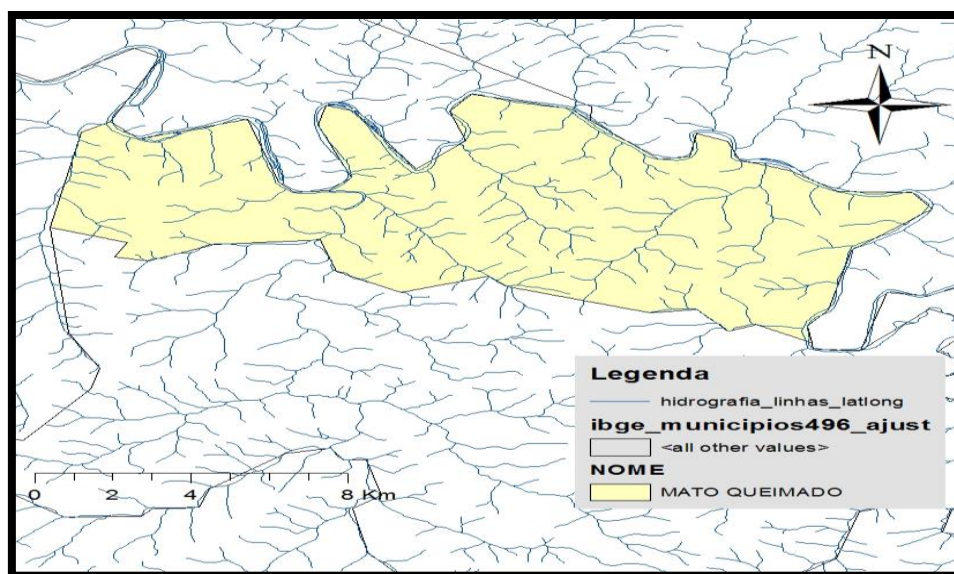 N
Legenda
hidrografia_linhas_latlong
ibge_municipios496_ajust
<all other values>
NOME
MATO QUEIMADO
0 2 4 8 Km